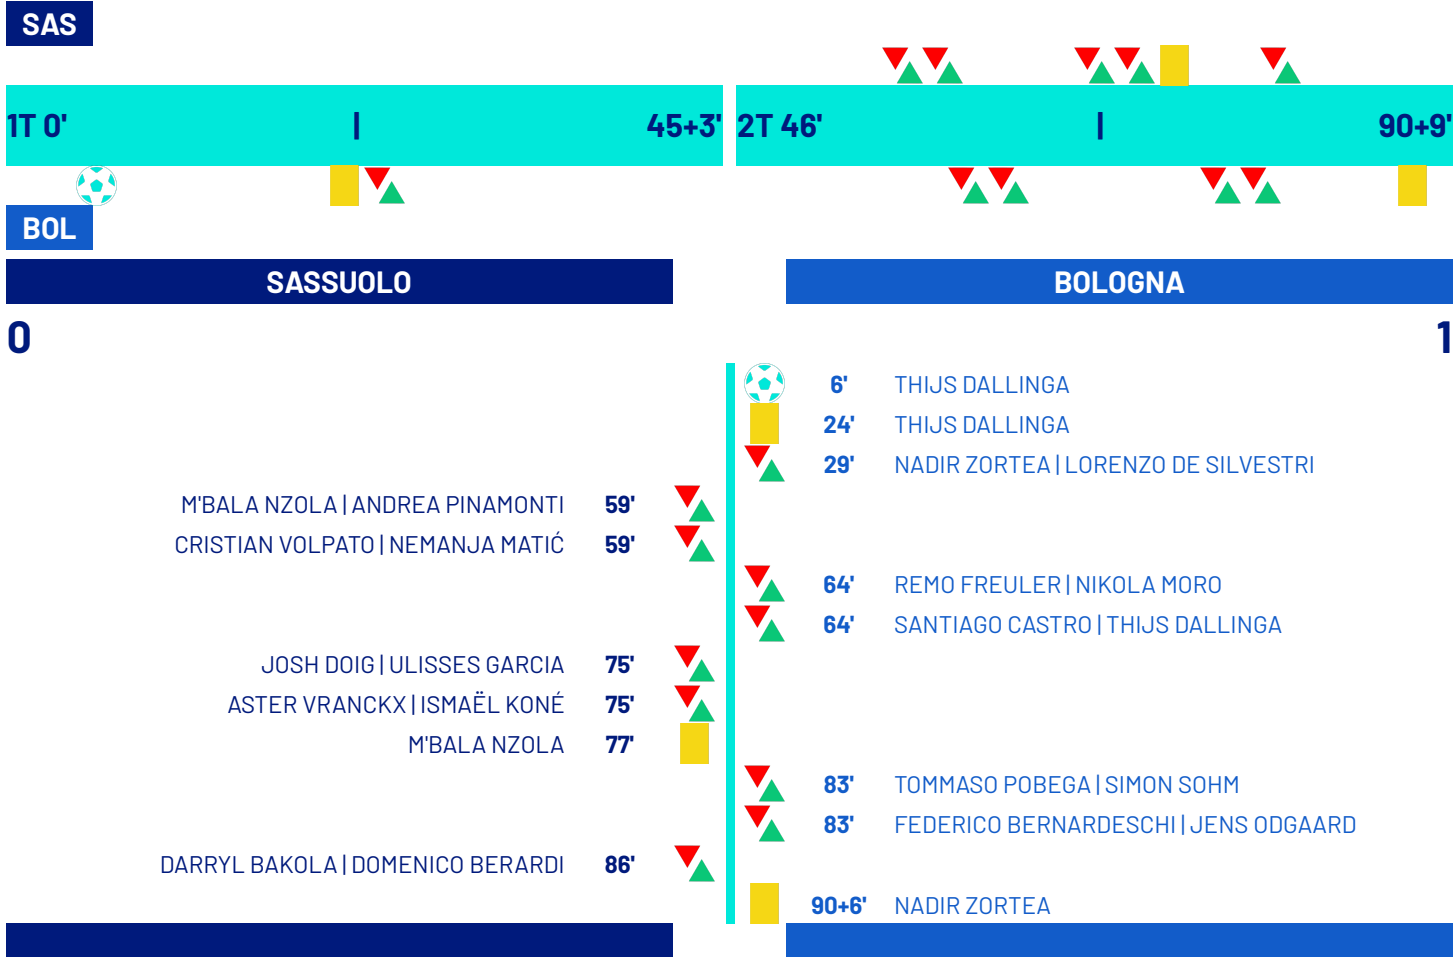 SAS
1T 0' | 45+3' 2T 46' | 90+9'
BOL
SASSUOLO BOLOGNA
0 1
6' THIJS DALLINGA
24' THIJS DALLINGA
29' NADIR ZORTEA | LORENZO DE SILVESTRI
M'BALA NZOLA | ANDREA PINAMONTI 59'
CRISTIAN VOLPATO | NEMANJA MATIĆ 59'
64' REMO FREULER | NIKOLA MORO
64' SANTIAGO CASTRO | THIJS DALLINGA
JOSH DOIG | ULISSES GARCIA 75'
ASTER VRANCKX | ISMAËL KONÉ 75'
M'BALA NZOLA 77'
83' TOMMASO POBEGA | SIMON SOHM
83' FEDERICO BERNARDESCHI | JENS ODGAARD
DARRYL BAKOLA | DOMENICO BERARDI 86'
90+6' NADIR ZORTEA